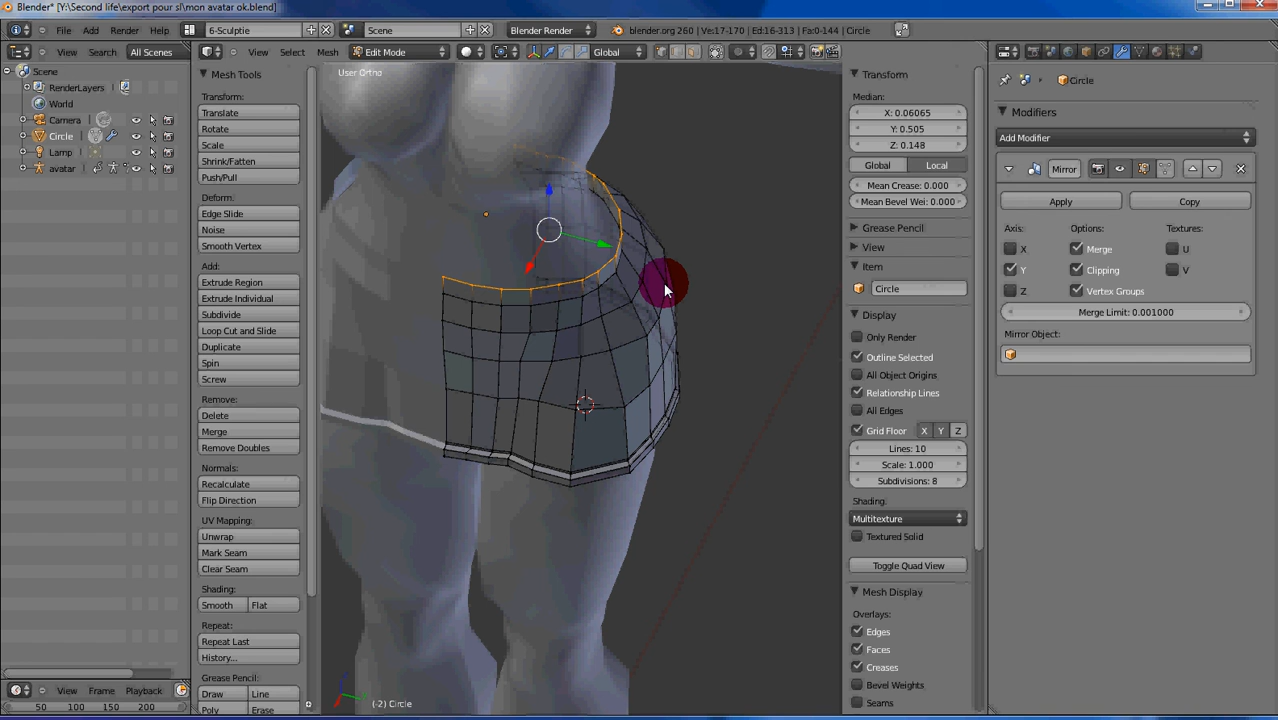 Blender* [Y:\Second life\export pour sl\mon avatar ok.blend]
File Add Render Help 6-Sculptie Scene Blender Render blender.org 260 | Ve:17-170 | Ed:16-313 | Fa:0-144 | Circle
View Search All Scenes
View Select Mesh Edit Mode Global
Scene
RenderLayers
World
Camera
Circle
Lamp
avatar
View Frame Playback
50 100 150 200
Mesh Tools
Transform:
Translate
Rotate
Scale
Shrink/Fatten
Push/Pull
Deform:
Edge Slide
Noise
Smooth Vertex
Add:
Extrude Region
Extrude Individual
Subdivide
Loop Cut and Slide
Duplicate
Spin
Screw
Remove:
Delete
Merge
Remove Doubles
Normals:
Recalculate
Flip Direction
UV Mapping:
Unwrap
Mark Seam
Clear Seam
Shading:
Smooth Flat
Repeat:
Repeat Last
History...
Grease Pencil:
Draw Line
Poly Erase
User Ortho
(-2) Circle
Transform
Median:
X: 0.06065
Y: 0.505
Z: 0.148
Global Local
Mean Crease: 0.000
Mean Bevel Wei: 0.000
Grease Pencil
View
Item
Circle
Display
Only Render
Outline Selected
All Object Origins
Relationship Lines
All Edges
Grid Floor X Y Z
Lines: 10
Scale: 1.000
Subdivisions: 8
Shading:
Multitexture
Textured Solid
Toggle Quad View
Mesh Display
Overlays:
Edges
Faces
Creases
Bevel Weights
Seams
Circle
Modifiers
Add Modifier
Mirror
Apply Copy
Axis: Options: Textures:
X Merge U
Y Clipping V
Z Vertex Groups
Merge Limit: 0.001000
Mirror Object: